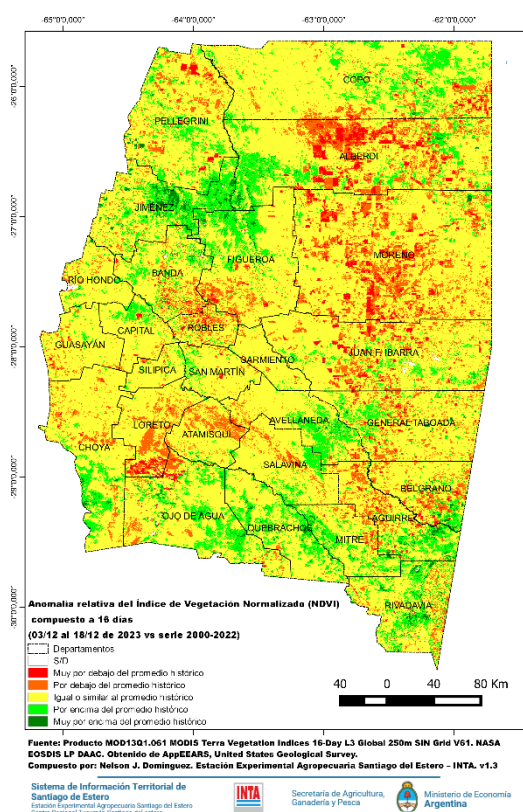 -65°0'0,000"
-64°0'0,000"
-63°0'0,000"
-62°0'0,000"
-26°0'0,000"
-27°0'0,000"
-28°0'0,000"
-29°0'0,000"
-30°0'0,000"
COPO
PELLEGRINI
ALBERDI
JIMENEZ
FIGUEROA
MORENO
BANDA
RÍO HONDO
ROBLES
CAPITAL
GUASAYÁN
JUAN F. IBARRA
SARMIENTO
SILIPICA
SAN MARTÍN
AVELLANEDA
GENERAL TABOADA
LORETO
ATAMISQUI
CHOYA
SALAVINA
BELGRANO
OJO DE AGUA
AGUIRRE
QUEBRACHOS
MITRE
RIVADAVIA
Anomalia relativa del Índice de Vegetación Normalizado (NDVI)
compuesto a 16 días
(03/12 al 18/12 de 2023 vs serie 2000-2022)
Departamentos
S/D
Muy por debajo del promedio histórico
Por debajo del promedio histórico
Igual o similar al promedio histórico
Por encima del promedio histórico
Muy por encima del promedio histórico
40 0 40 80 Km
Fuente: Producto MOD13Q1.061 MODIS Terra Vegetation Indices 16-Day L3 Global 250m SIN Grid V61. NASA
EOSDIS LP DAAC. Obtenido de AppEEARS, United States Geological Survey.
Compuesto por: Nelson J. Dominguez. Estación Experimental Agropecuaria Santiago del Estero – INTA. v1.3
Sistema de Información Territorial de
Santiago de Estero
Estación Experimental Agropecuaria Santiago del Estero
INTA
Secretaría de Agricultura,
Ganadería y Pesca
Ministerio de Economía
Argentina